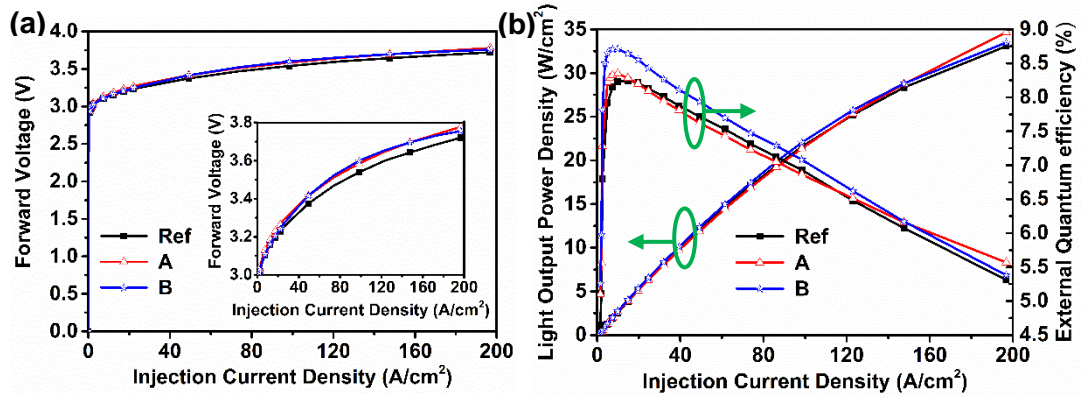 (a)
Forward Voltage (V)
4.0
3.5
3.0
2.5
2.0
1.5
1.0
0.5
0.0
0 40 80 120 160 200
Injection Current Density (A/cm²)
Ref
A
B
Forward Voltage (V)
3.8
3.6
3.4
3.2
3.0
0 40 80 120 160 200
Injection Current Density (A/cm²)
(b)
Light Output Power Density (W/cm²)
35
30
25
20
15
10
5
0
0 40 80 120 160 200
Injection Current Density (A/cm²)
Ref
A
B
9.0
8.5
8.0
7.5
7.0
6.5
6.0
5.5
5.0
4.5
External Quantum efficiency (%)